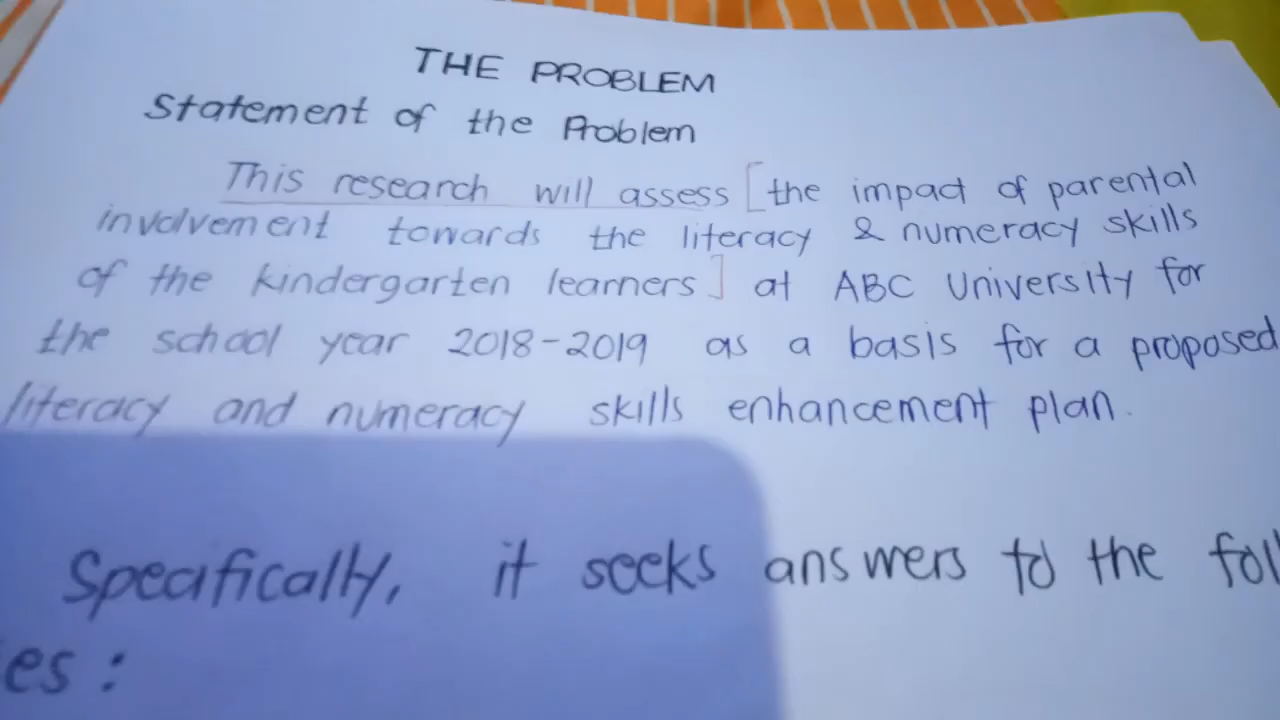 THE PROBLEM
Statement of the Problem
This research will assess [the impact of parental
involvement towards the literacy & numeracy skills
of the kindergarten learners] at ABC University for
the school year 2018-2019 as a basis for a proposed
literacy and numeracy skills enhancement plan.
Specifically, it seeks answers to the fol
es: